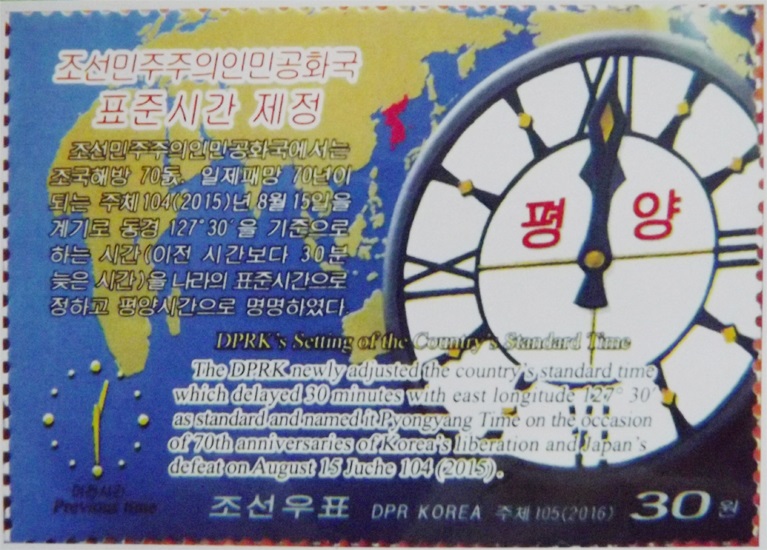 조선민주주의인민공화국
표준시간 제정
조선민주주의인민공화국에서는
조국해방 70돐, 일제패망 70년이
되는 주체104(2015)년 8월 15일을
계기로 동경 127°30′을 기준으로
하는 시간(이전 시간보다 30분
늦은 시간)을 나라의 표준시간으로
정하고 평양시간으로 명명하였다.
평 양
DPRK's Setting of the Country's Standard Time
The DPRK newly adjusted the country's standard time
which delayed 30 minutes with east longitude 127° 30′
as standard and named it Pyongyang Time on the occasion
of 70th anniversaries of Korea's liberation and Japan's
defeat on August 15 Juche 104 (2015).
이전시간
Previous time
조선우표 DPR KOREA 주체105(2016) 30원